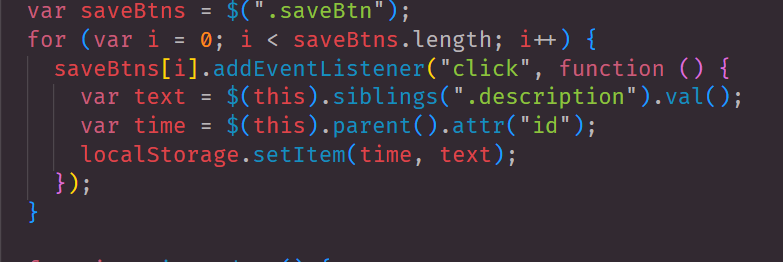 var saveBtns = $(".saveBtn");
for (var i = 0; i < saveBtns.length; i++) {
saveBtns[i].addEventListener("click", function () {
var text = $(this).siblings(".description").val();
var time = $(this).parent().attr("id");
localStorage.setItem(time, text);
});
}